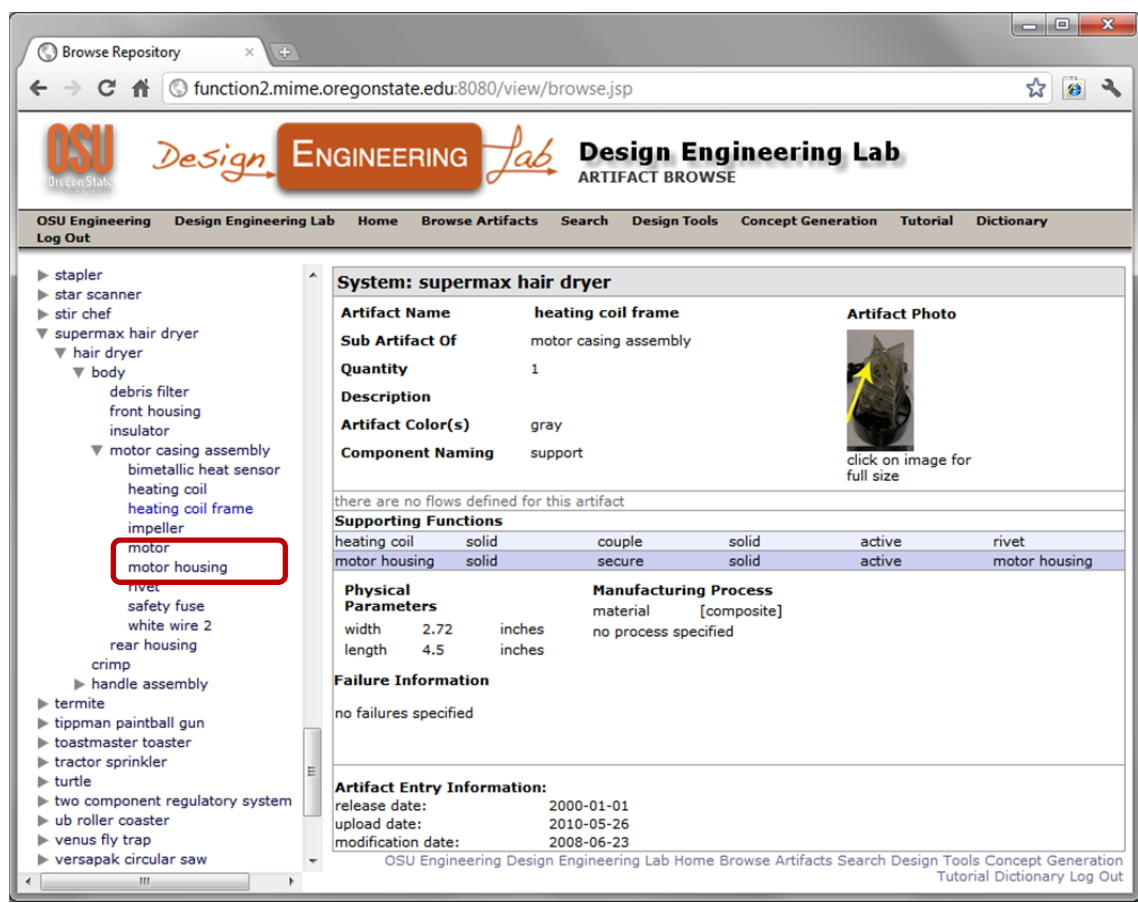 Browse Repository
function2.mime.oregonstate.edu:8080/view/browse.jsp
OSU
Oregon State
Design ENGINEERING Lab
Design Engineering Lab
ARTIFACT BROWSE
OSU Engineering Design Engineering Lab Home Browse Artifacts Search Design Tools Concept Generation Tutorial Dictionary
Log Out
stapler
star scanner
stir chef
supermax hair dryer
hair dryer
body
debris filter
front housing
insulator
motor casing assembly
bimetallic heat sensor
heating coil
heating coil frame
impeller
motor
motor housing
rivet
safety fuse
white wire 2
rear housing
crimp
handle assembly
termite
tippman paintball gun
toastmaster toaster
tractor sprinkler
turtle
two component regulatory system
ub roller coaster
venus fly trap
versapak circular saw
System: supermax hair dryer
Artifact Name heating coil frame
Sub Artifact Of motor casing assembly
Quantity 1
Description
Artifact Color(s) gray
Component Naming support
Artifact Photo
click on image for
full size
there are no flows defined for this artifact
Supporting Functions
heating coil solid couple solid active rivet
motor housing solid secure solid active motor housing
Physical
Parameters
width 2.72 inches
length 4.5 inches
Manufacturing Process
material [composite]
no process specified
Failure Information
no failures specified
Artifact Entry Information:
release date: 2000-01-01
upload date: 2010-05-26
modification date: 2008-06-23
OSU Engineering Design Engineering Lab Home Browse Artifacts Search Design Tools Concept Generation
Tutorial Dictionary Log Out